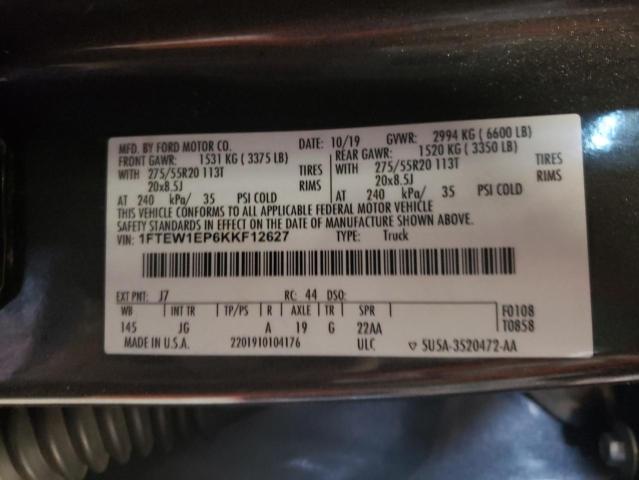 MFD. BY FORD MOTOR CO. DATE: 10/19 GVWR: 2994 KG ( 6600 LB)
FRONT GAWR: 1531 KG ( 3375 LB) REAR GAWR: 1520 KG ( 3350 LB)
WITH 275/55R20 113T TIRES WITH 275/55R20 113T TIRES
20x8.5J RIMS 20x8.5J RIMS
AT 240 kPa/ 35 PSI COLD AT 240 kPa/ 35 PSI COLD
THIS VEHICLE CONFORMS TO ALL APPLICABLE FEDERAL MOTOR VEHICLE
SAFETY STANDARDS IN EFFECT ON THE DATE OF MANUFACTURE SHOWN ABOVE.
VIN: 1FTEW1EP6KKF12627 TYPE: Truck
EXT PNT: J7 RC: 44 DSO:
WB INT TR TP/PS R AXLE TR SPR F0108
145 JG A 19 G 22AA T0858
MADE IN U.S.A. 2201910104176 ULC ▽ 5U5A-3520472-AA